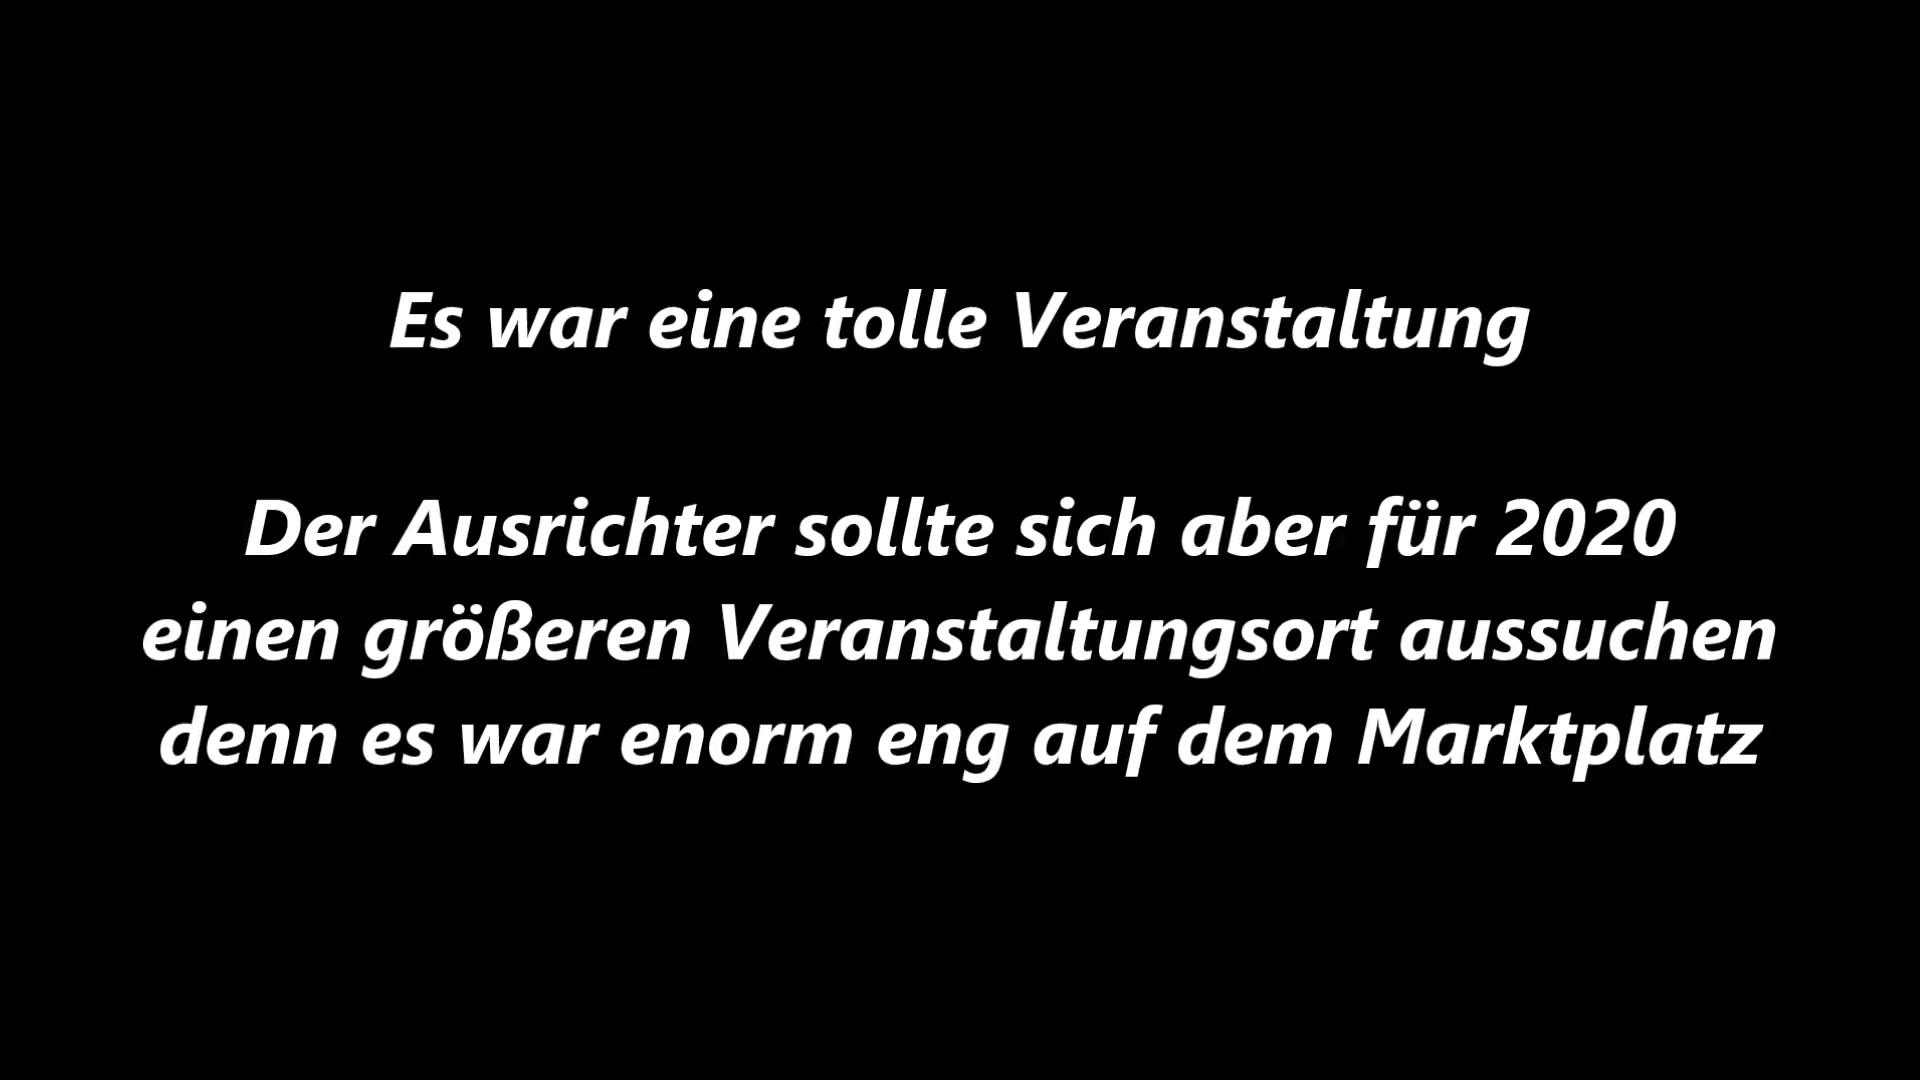 Es war eine tolle Veranstaltung
Der Ausrichter sollte sich aber für 2020
einen größeren Veranstaltungsort aussuchen
denn es war enorm eng auf dem Marktplatz